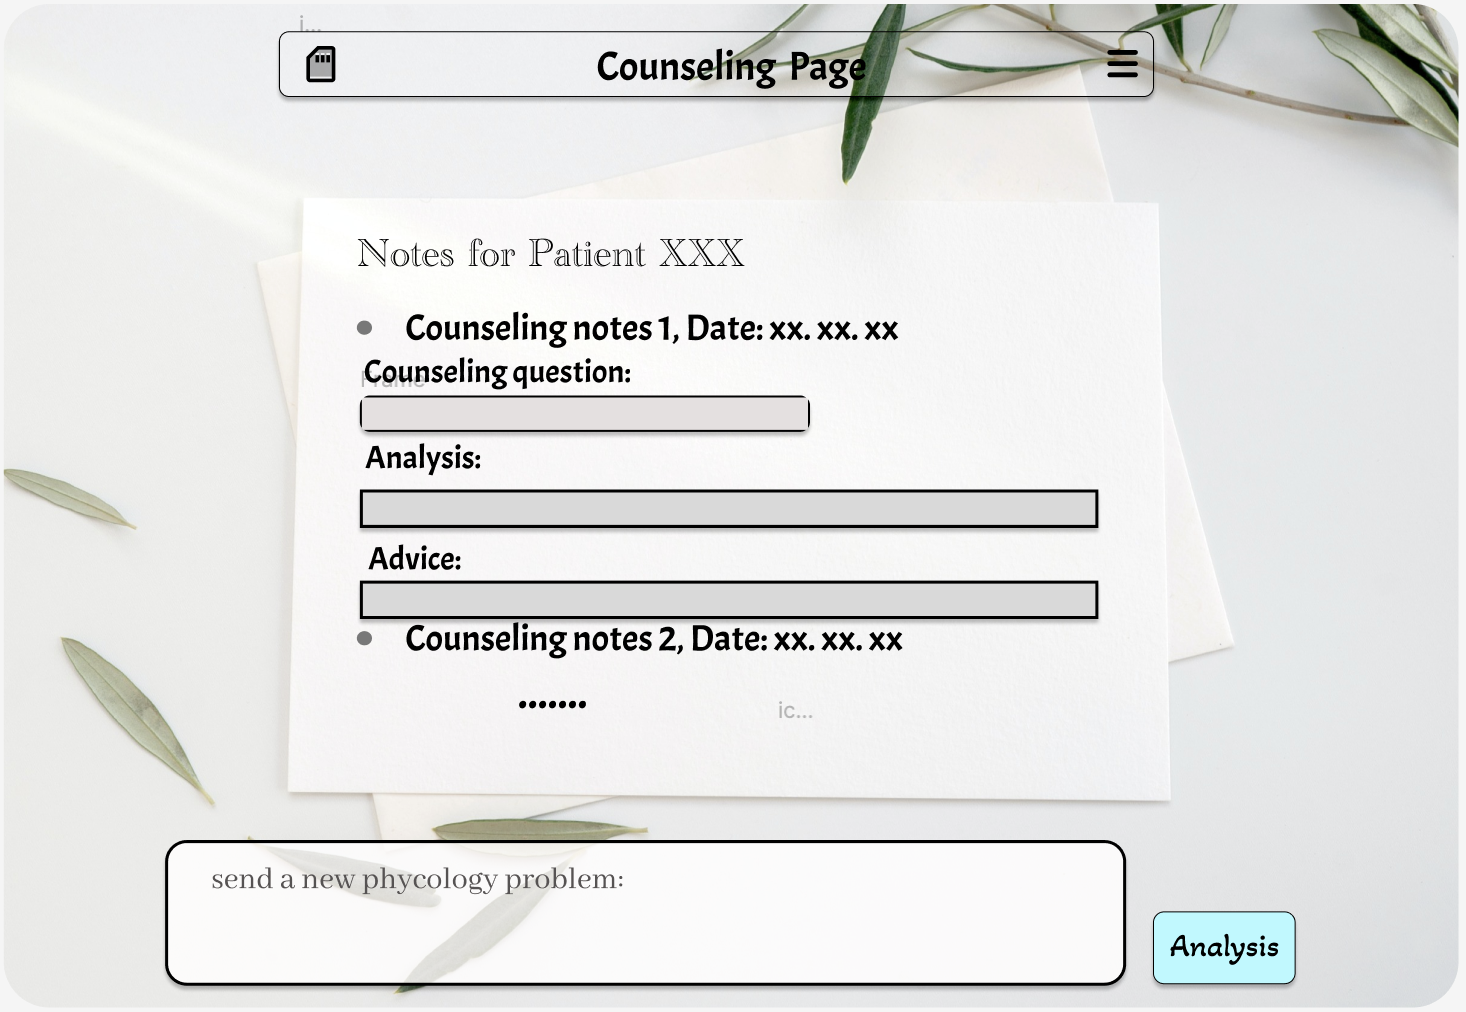 i...
Counseling Page
Notes for Patient XXX
Counseling notes 1, Date: xx. xx. xx
Counseling question:
Frame
Analysis:
Advice:
Counseling notes 2, Date: xx. xx. xx
.......
ic...
send a new phycology problem:
Analysis